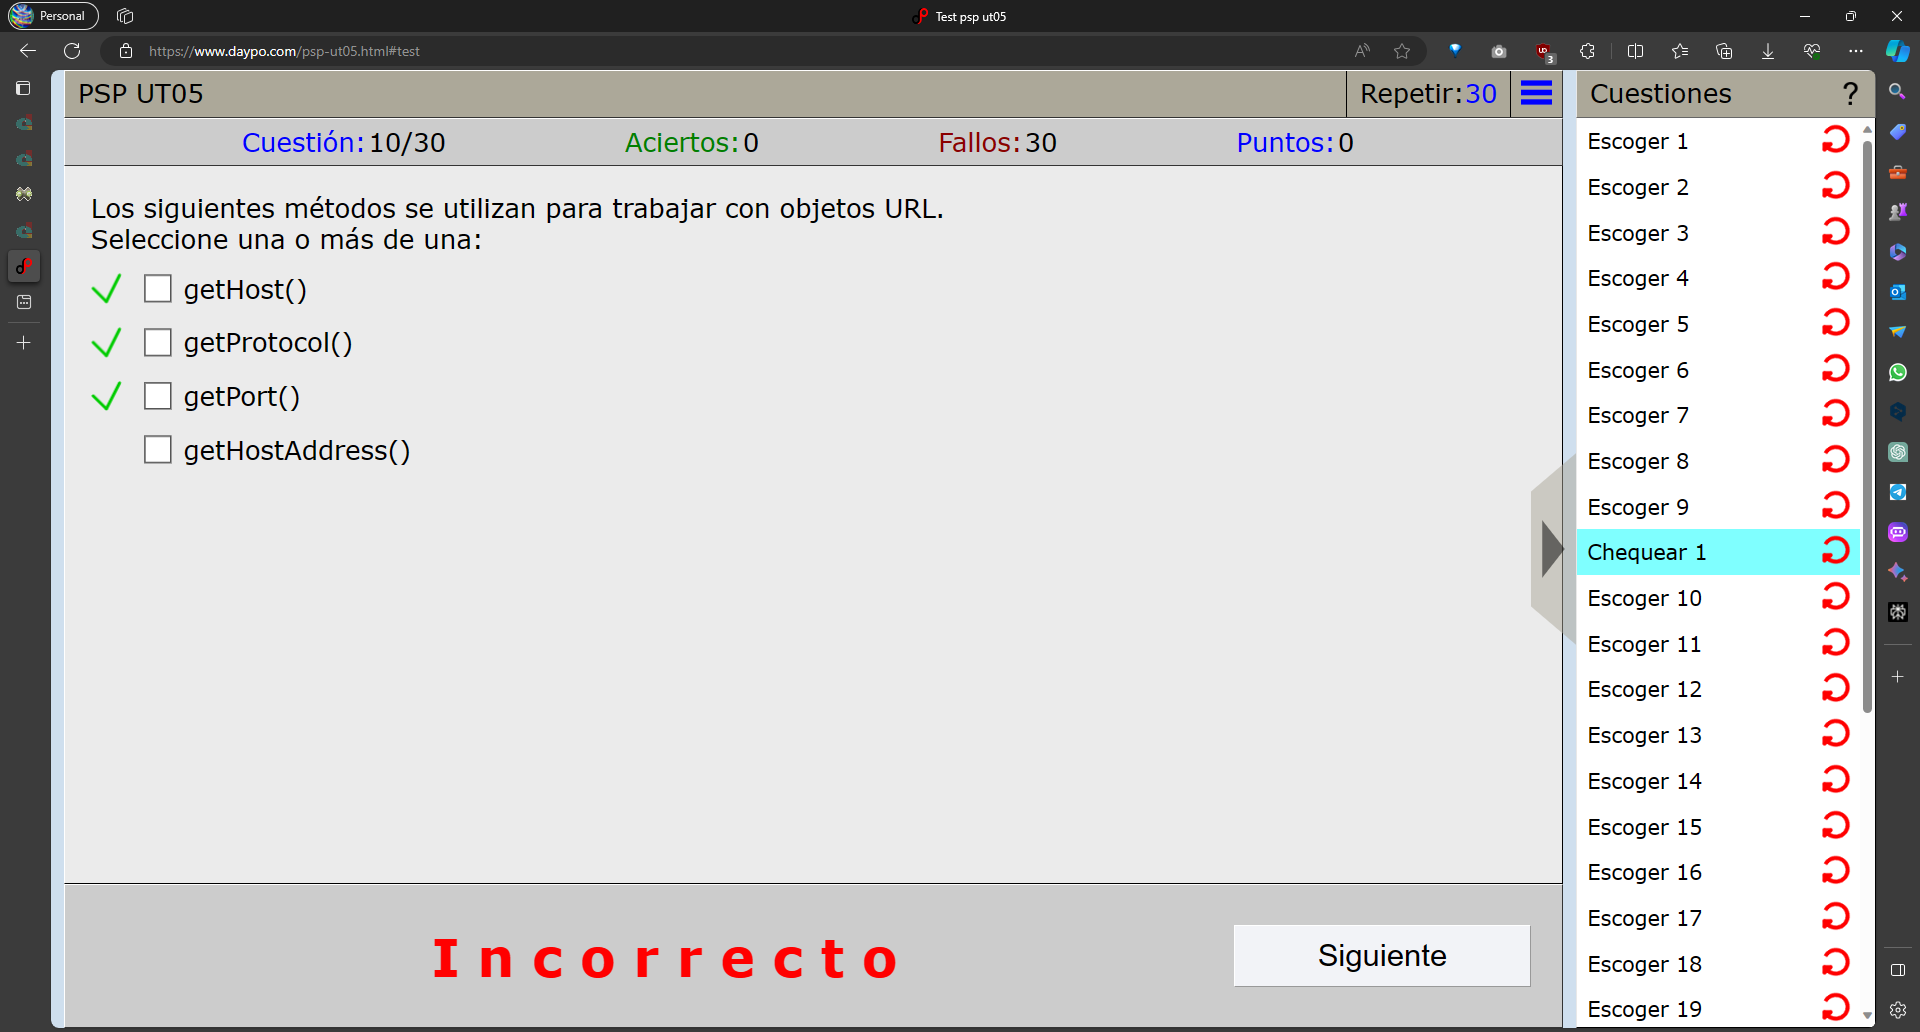 Personal
Test psp ut05
https://www.daypo.com/psp-ut05.html#test
3
PSP UT05
Repetir:30
Cuestiones
?
Cuestión:10/30
Aciertos:0
Fallos:30
Puntos:0
Los siguientes métodos se utilizan para trabajar con objetos URL.
Seleccione una o más de una:
getHost()
getProtocol()
getPort()
getHostAddress()
Incorrecto
Siguiente
Escoger 1
Escoger 2
Escoger 3
Escoger 4
Escoger 5
Escoger 6
Escoger 7
Escoger 8
Escoger 9
Chequear 1
Escoger 10
Escoger 11
Escoger 12
Escoger 13
Escoger 14
Escoger 15
Escoger 16
Escoger 17
Escoger 18
Escoger 19